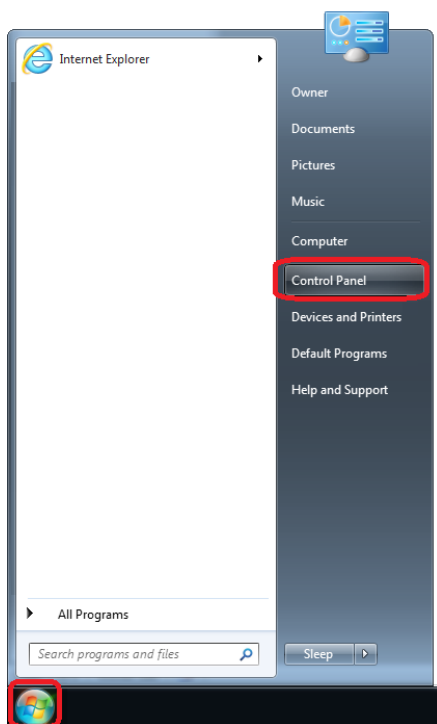 Internet Explorer
Owner
Documents
Pictures
Music
Computer
Control Panel
Devices and Printers
Default Programs
Help and Support
All Programs
Search programs and files
Sleep